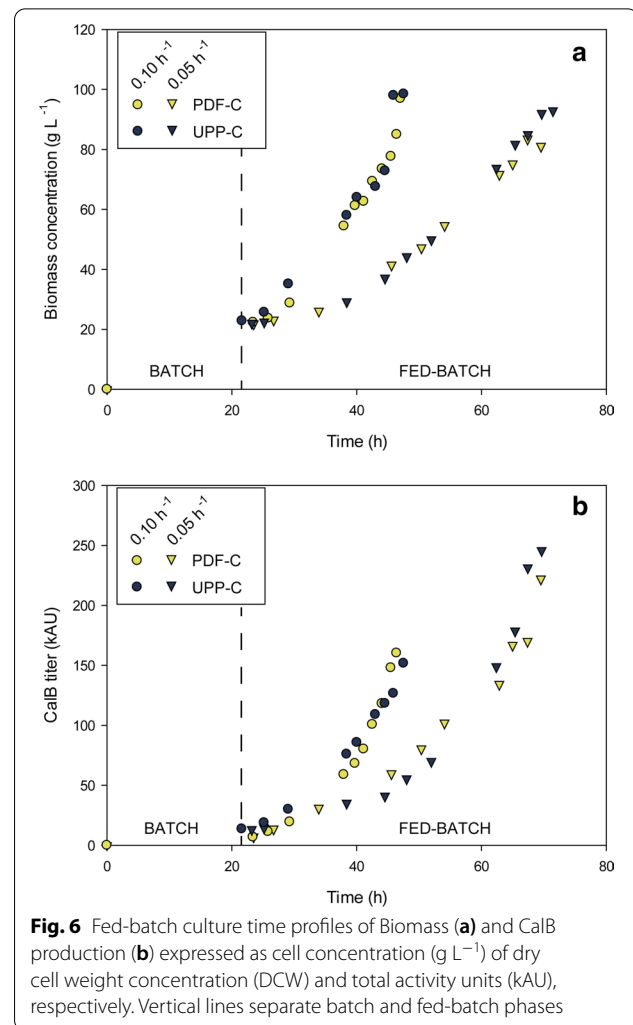 120
100
80
60
40
20
0
Biomass concentration (g L⁻¹)
0.10 h⁻¹
0.05 h⁻¹
PDF-C
UPP-C
a
BATCH
FED-BATCH
0 20 40 60 80
Time (h)
300
250
200
150
100
50
0
CalB titer (kAU)
0.10 h⁻¹
0.05 h⁻¹
PDF-C
UPP-C
b
BATCH
FED-BATCH
0 20 40 60 80
Time (h)
Fig. 6 Fed-batch culture time profiles of Biomass (a) and CalB
production (b) expressed as cell concentration (g L⁻¹) of dry
cell weight concentration (DCW) and total activity units (kAU),
respectively. Vertical lines separate batch and fed-batch phases